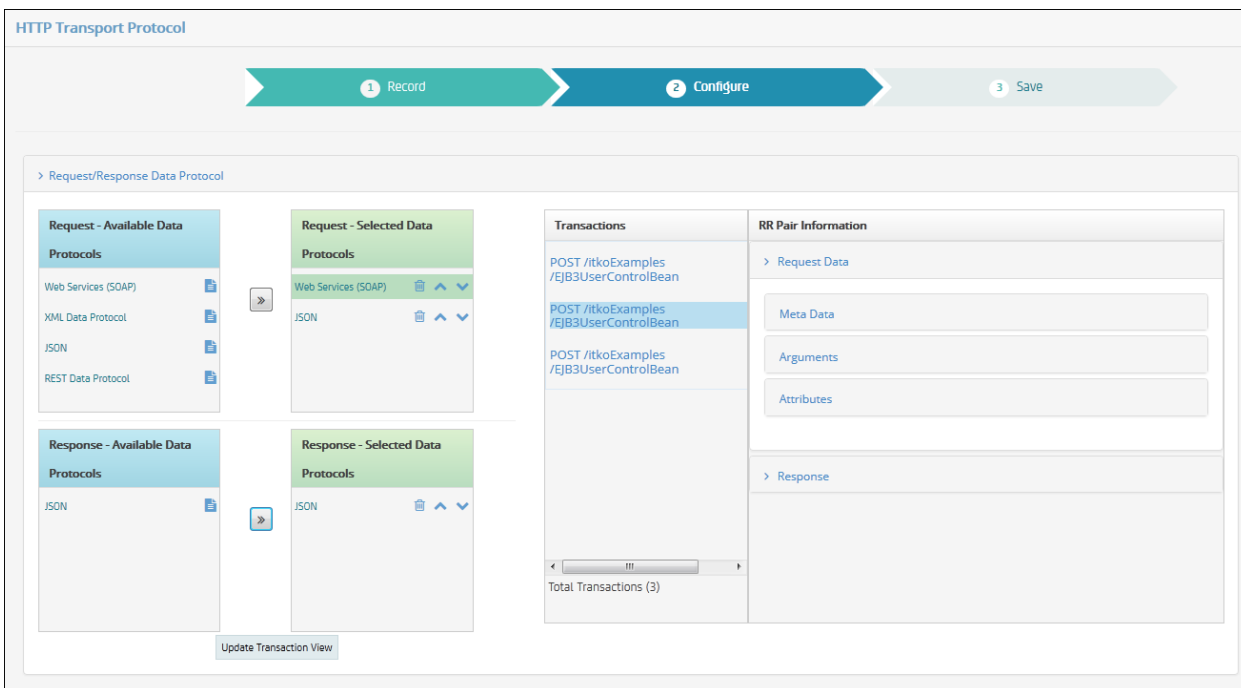 HTTP Transport Protocol
1 Record
2 Configure
3 Save
> Request/Response Data Protocol
Request - Available Data
Protocols
Web Services (SOAP)
XML Data Protocol
JSON
REST Data Protocol
Request - Selected Data
Protocols
Web Services (SOAP)
JSON
Response - Available Data
Protocols
JSON
Response - Selected Data
Protocols
JSON
Update Transaction View
Transactions
POST /itkoExamples
/EJB3UserControlBean
POST /itkoExamples
/EJB3UserControlBean
POST /itkoExamples
/EJB3UserControlBean
Total Transactions (3)
RR Pair Information
> Request Data
Meta Data
Arguments
Attributes
> Response